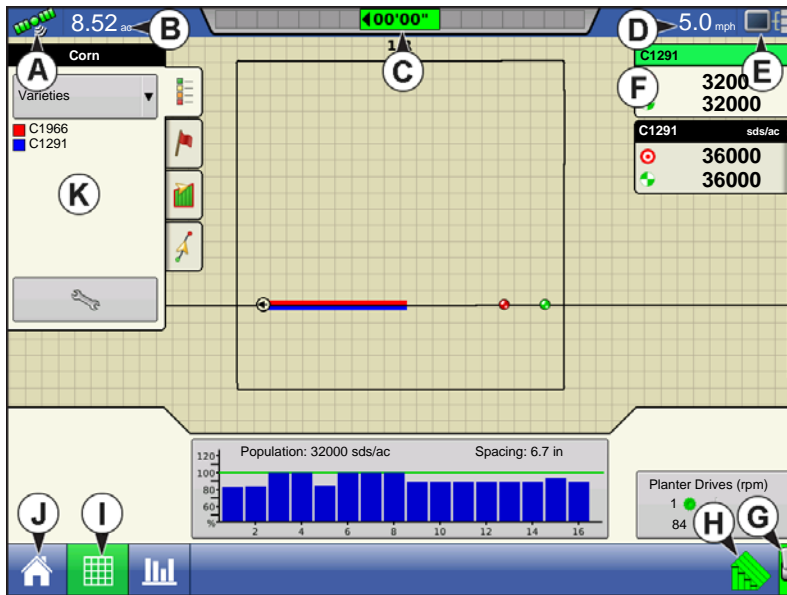 8.52 ac
B
00'00"
D
5.0 mph
A
C
E
Corn
Varieties
C1966
C1291
K
C1291
F
3200
32000
C1291 sds/ac
36000
36000
Population: 32000 sds/ac Spacing: 6.7 in
120
100
80
60
%
2 4 6 8 10 12 14 16
Planter Drives (rpm)
1
84
J
I
H
G